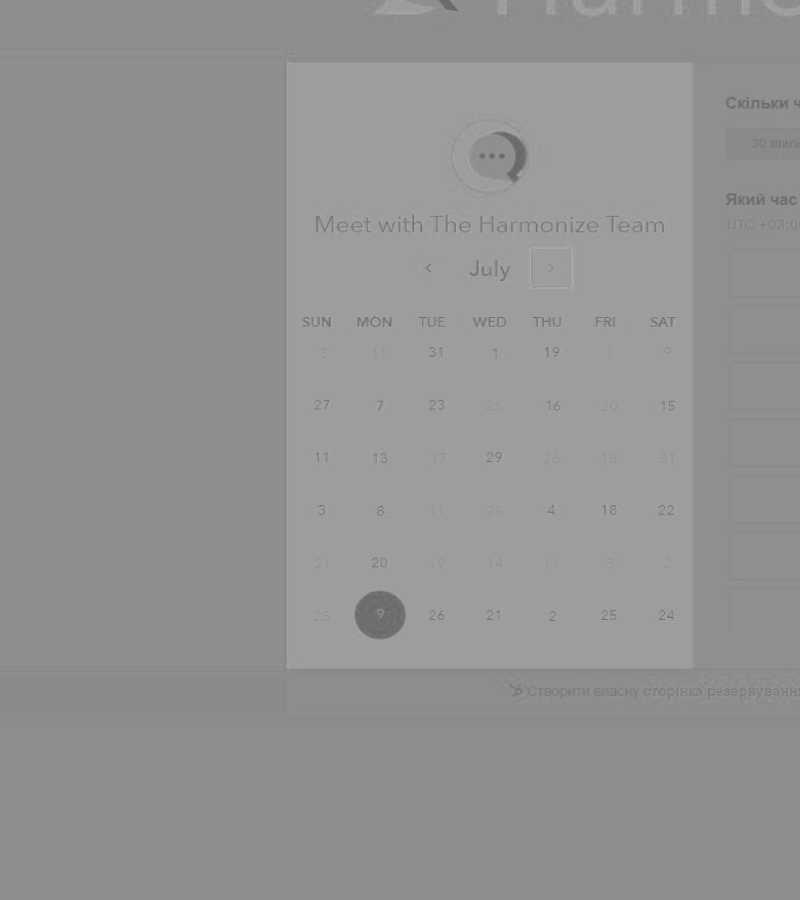 Harmo
Скільки ч
30 хвили
Meet with The Harmonize Team
Який час
UTC +03:0
July
SUN MON TUE WED THU FRI SAT
3 11 31 1 19 1 9
27 7 23 25 16 20 15
11 13 17 29 26 18 31
3 8 11 28 4 18 22
21 20 19 14 11 3 2
25 9 26 21 2 25 24
Створити власну сторінка резервування